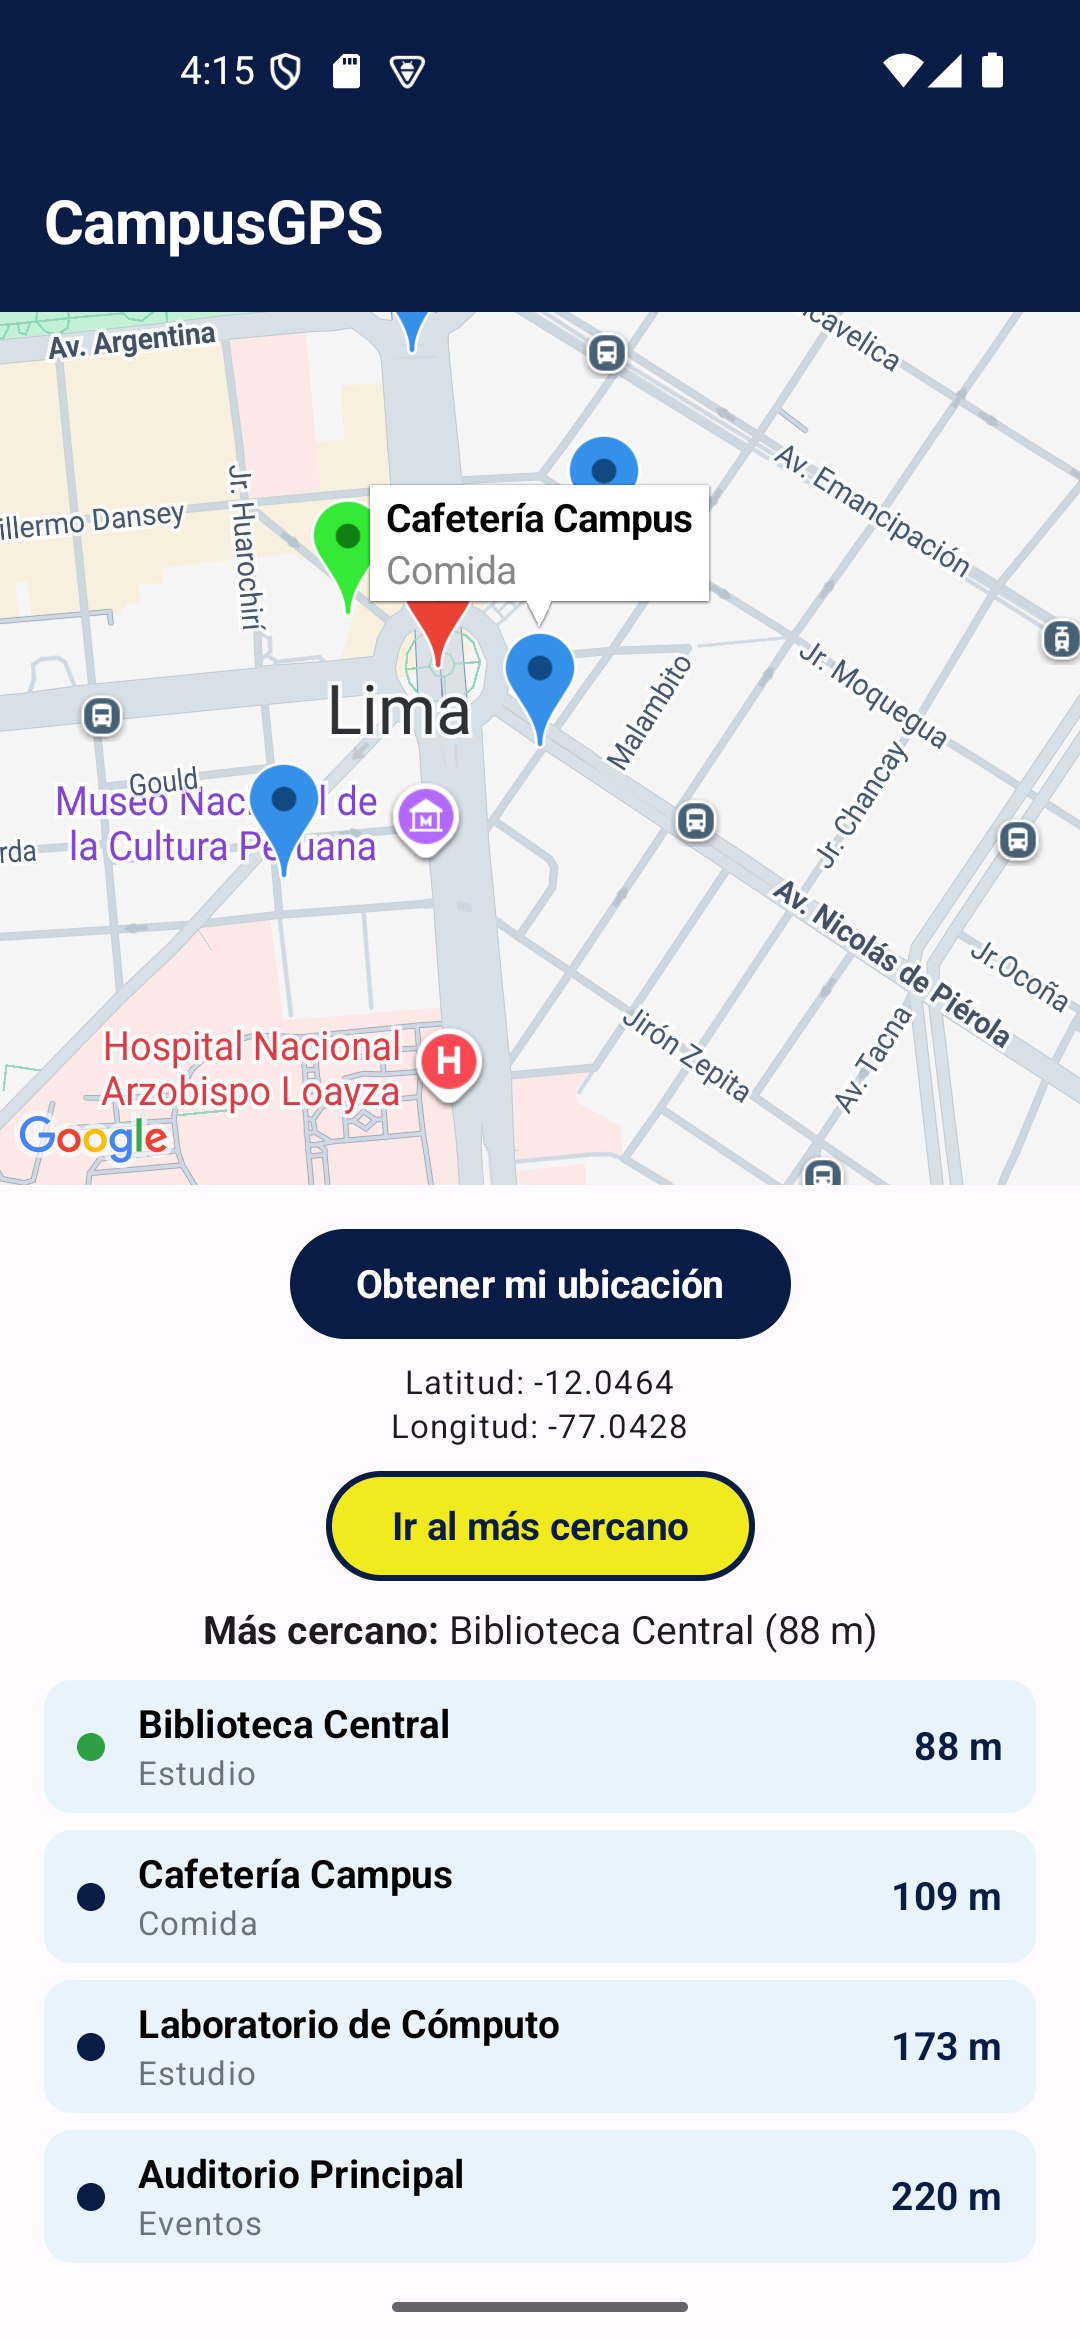 4:15
CampusGPS
Av. Argentina
icavelica
Av. Emancipación
illermo Dansey
Jr. Huarochirí
Cafetería Campus
Comida
Jr. Moquegua
Malambito
Lima
Jr. Chancay
Gould
Museo Nac l de
la Cultura Pe uana
rda
Av. Nicolás de Piérola
Jr. Ocoña
Jirón Zepita
Av. Tacna
Hospital Nacional
Arzobispo Loayza
H
Google
Obtener mi ubicación
Latitud: -12.0464
Longitud: -77.0428
Ir al más cercano
Más cercano: Biblioteca Central (88 m)
Biblioteca Central
88 m
Estudio
Cafetería Campus
109 m
Comida
Laboratorio de Cómputo
173 m
Estudio
Auditorio Principal
220 m
Eventos